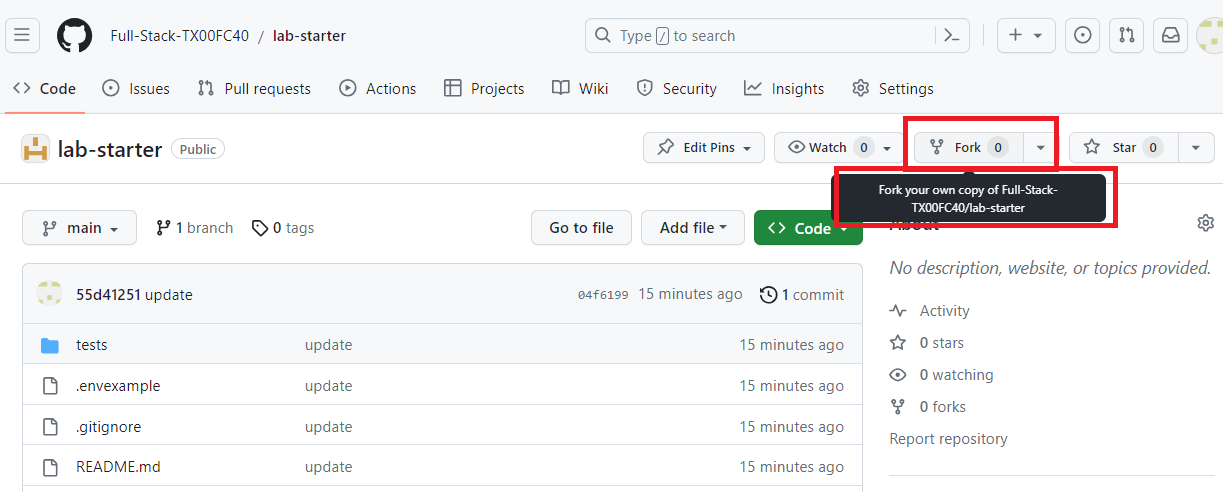 Full-Stack-TX00FC40 / lab-starter Type / to search
Code Issues Pull requests Actions Projects Wiki Security Insights Settings
lab-starter Public Edit Pins Watch 0 Fork 0 Star 0
Fork your own copy of Full-Stack-
TX00FC40/lab-starter
main 1 branch 0 tags Go to file Add file Code About
No description, website, or topics provided.
55d41251 update 04f6199 15 minutes ago 1 commit
Activity
tests update 15 minutes ago
0 stars
0 watching
.envexample update 15 minutes ago
0 forks
.gitignore update 15 minutes ago
Report repository
README.md update 15 minutes ago